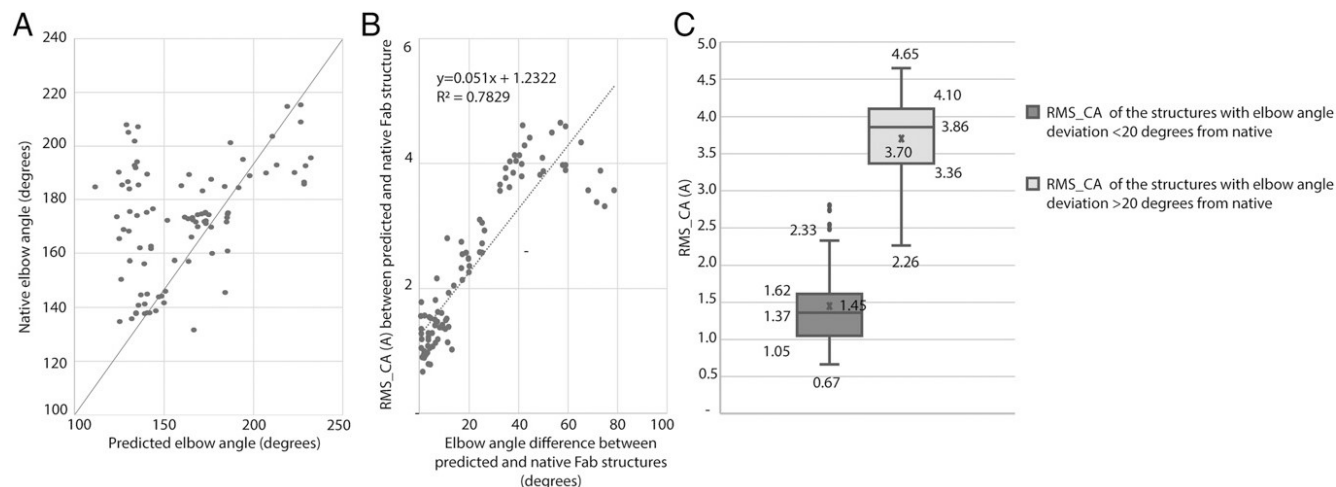 A
Native elbow angle (degrees)
240
220
200
180
160
140
120
100
100
150
200
250
Predicted elbow angle (degrees)
B
RMS_CA (A) between predicted and native Fab structure
6
4
2
-
y=0.051x + 1.2322
R² = 0.7829
-
20
40
60
80
100
Elbow angle difference between
predicted and native Fab structures
(degrees)
C
RMS_CA (A)
5.0
4.5
4.0
3.5
3.0
2.5
2.0
1.5
1.0
0.5
-
4.65
4.10
3.86
3.70
3.36
2.26
2.33
1.62
1.45
1.37
1.05
0.67
RMS_CA of the structures with elbow angle
deviation <20 degrees from native
RMS_CA of the structures with elbow angle
deviation >20 degrees from native